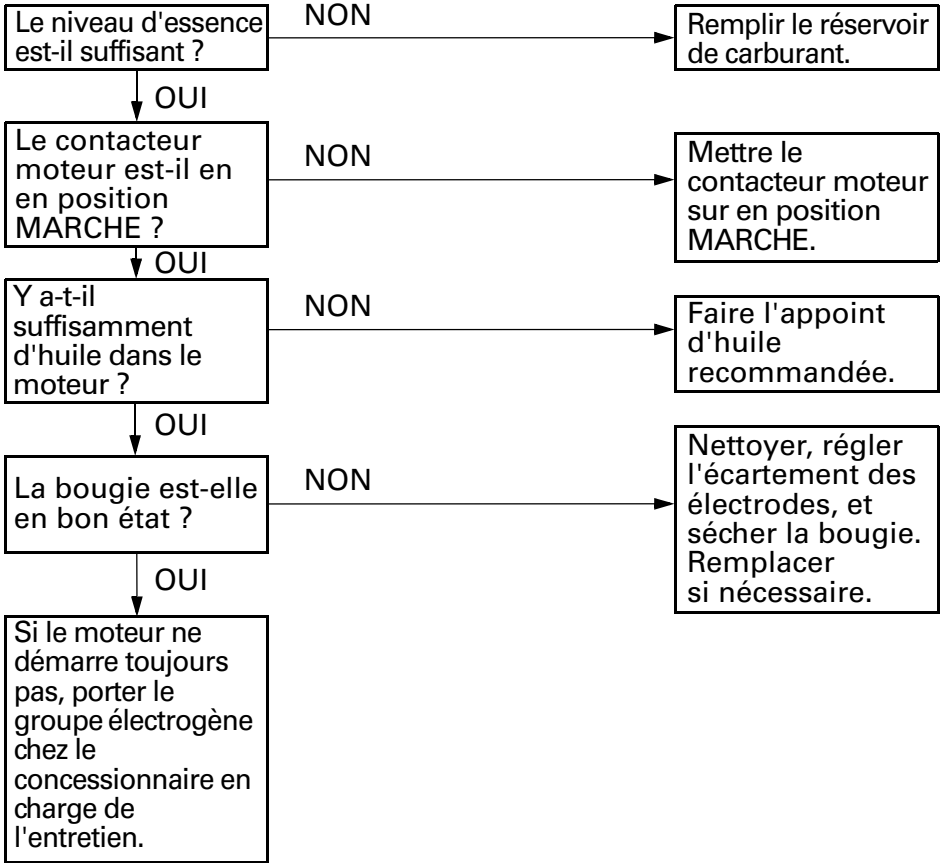 Le niveau d'essence
est-il suffisant ?
NON
Remplir le réservoir
de carburant.
OUI
Le contacteur
moteur est-il en
en position
MARCHE ?
NON
Mettre le
contacteur moteur
sur en position
MARCHE.
OUI
Y a-t-il
suffisamment
d'huile dans le
moteur ?
NON
Faire l'appoint
d'huile
recommandée.
OUI
La bougie est-elle
en bon état ?
NON
Nettoyer, régler
l'écartement des
électrodes, et
sécher la bougie.
Remplacer
si nécessaire.
OUI
Si le moteur ne
démarre toujours
pas, porter le
groupe électrogène
chez le
concessionnaire en
charge de
l'entretien.